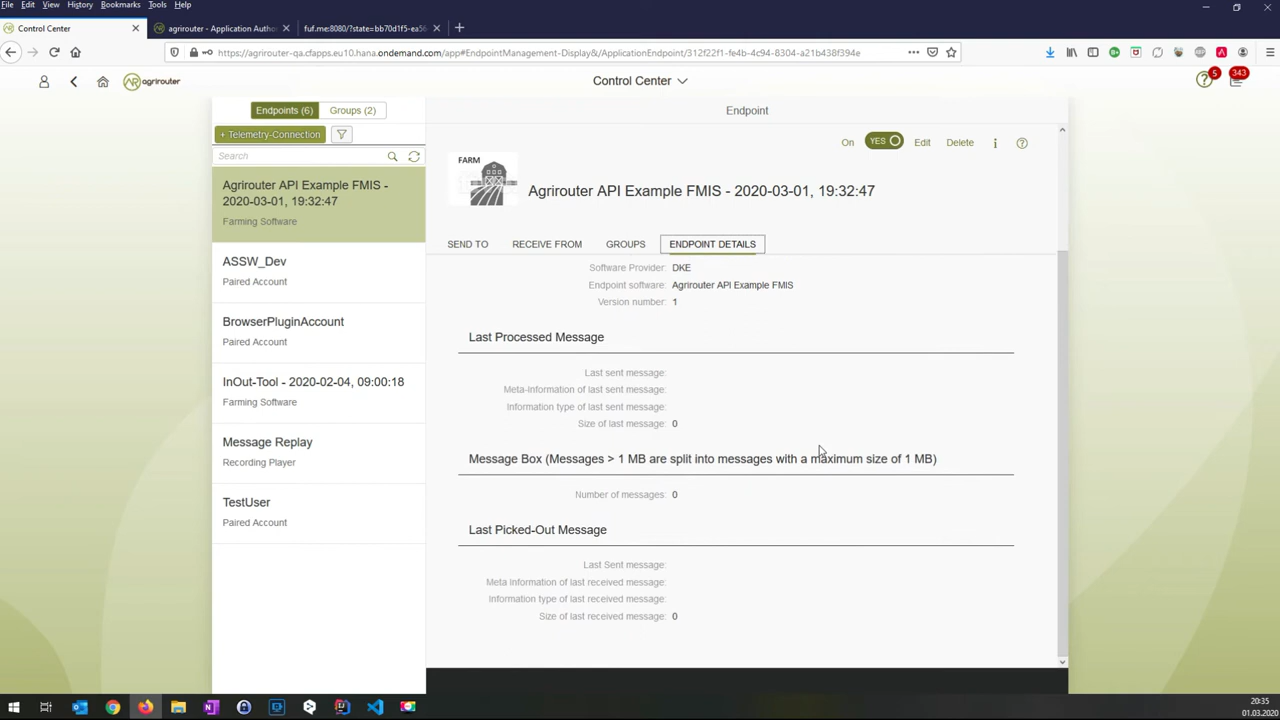 File Edit View History Bookmarks Tools Help
Control Center
agrirouter - Application Autho
fuf.me:8080/?state=bb70d1f5-ea56
https://agrirouter-qa.cfapps.eu10.hana.ondemand.com/app#EndpointManagement-Display&/ApplicationEndpoint/312f22f1-fe4b-4c94-8304-a21b438f394e
agrirouter
Control Center
5
343
Endpoints (6)
Groups (2)
+ Telemetry-Connection
Search
Agrirouter API Example FMIS -
2020-03-01, 19:32:47
Farming Software
ASSW_Dev
Paired Account
BrowserPluginAccount
Paired Account
InOut-Tool - 2020-02-04, 09:00:18
Farming Software
Message Replay
Recording Player
TestUser
Paired Account
Endpoint
On YES Edit Delete
FARM
Agrirouter API Example FMIS - 2020-03-01, 19:32:47
SEND TO RECEIVE FROM GROUPS ENDPOINT DETAILS
Software Provider: DKE
Endpoint software: Agrirouter API Example FMIS
Version number: 1
Last Processed Message
Last sent message:
Meta-Information of last sent message:
Information type of last sent message:
Size of last message: 0
Message Box (Messages > 1 MB are split into messages with a maximum size of 1 MB)
Number of messages: 0
Last Picked-Out Message
Last Sent message:
Meta Information of last received message:
Information type of last received message:
Size of last received message: 0
20:35
01.03.2020